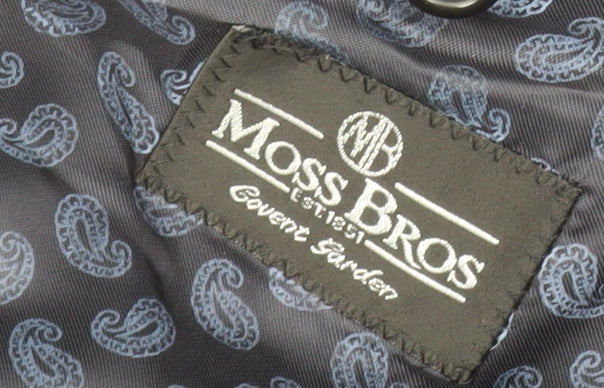 MB
MOSS BROS
EST.1851
Covent Garden